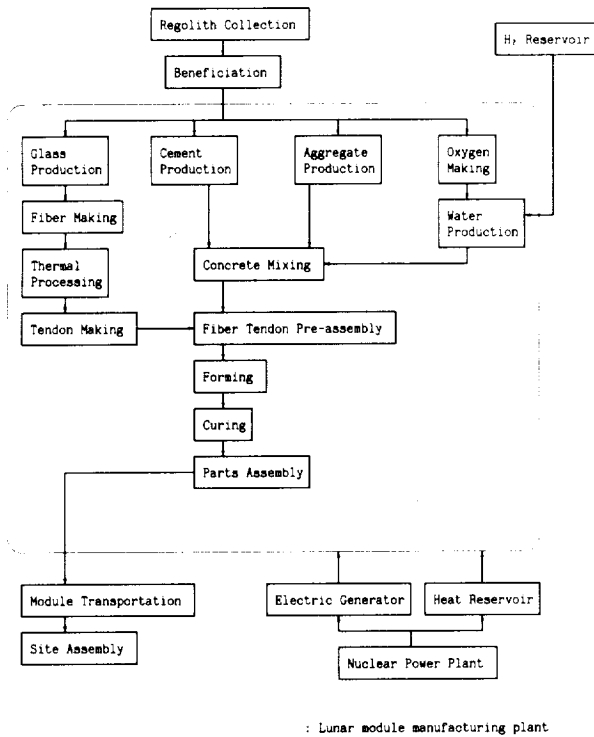 Regolith Collection
H₂ Reservoir
Beneficiation
Glass
Production
Cement
Production
Aggregate
Production
Oxygen
Making
Fiber Making
Water
Production
Thermal
Processing
Concrete Mixing
Tendon Making
Fiber Tendon Pre-assembly
Forming
Curing
Parts Assembly
Module Transportation
Electric Generator
Heat Reservoir
Site Assembly
Nuclear Power Plant
: Lunar module manufacturing plant